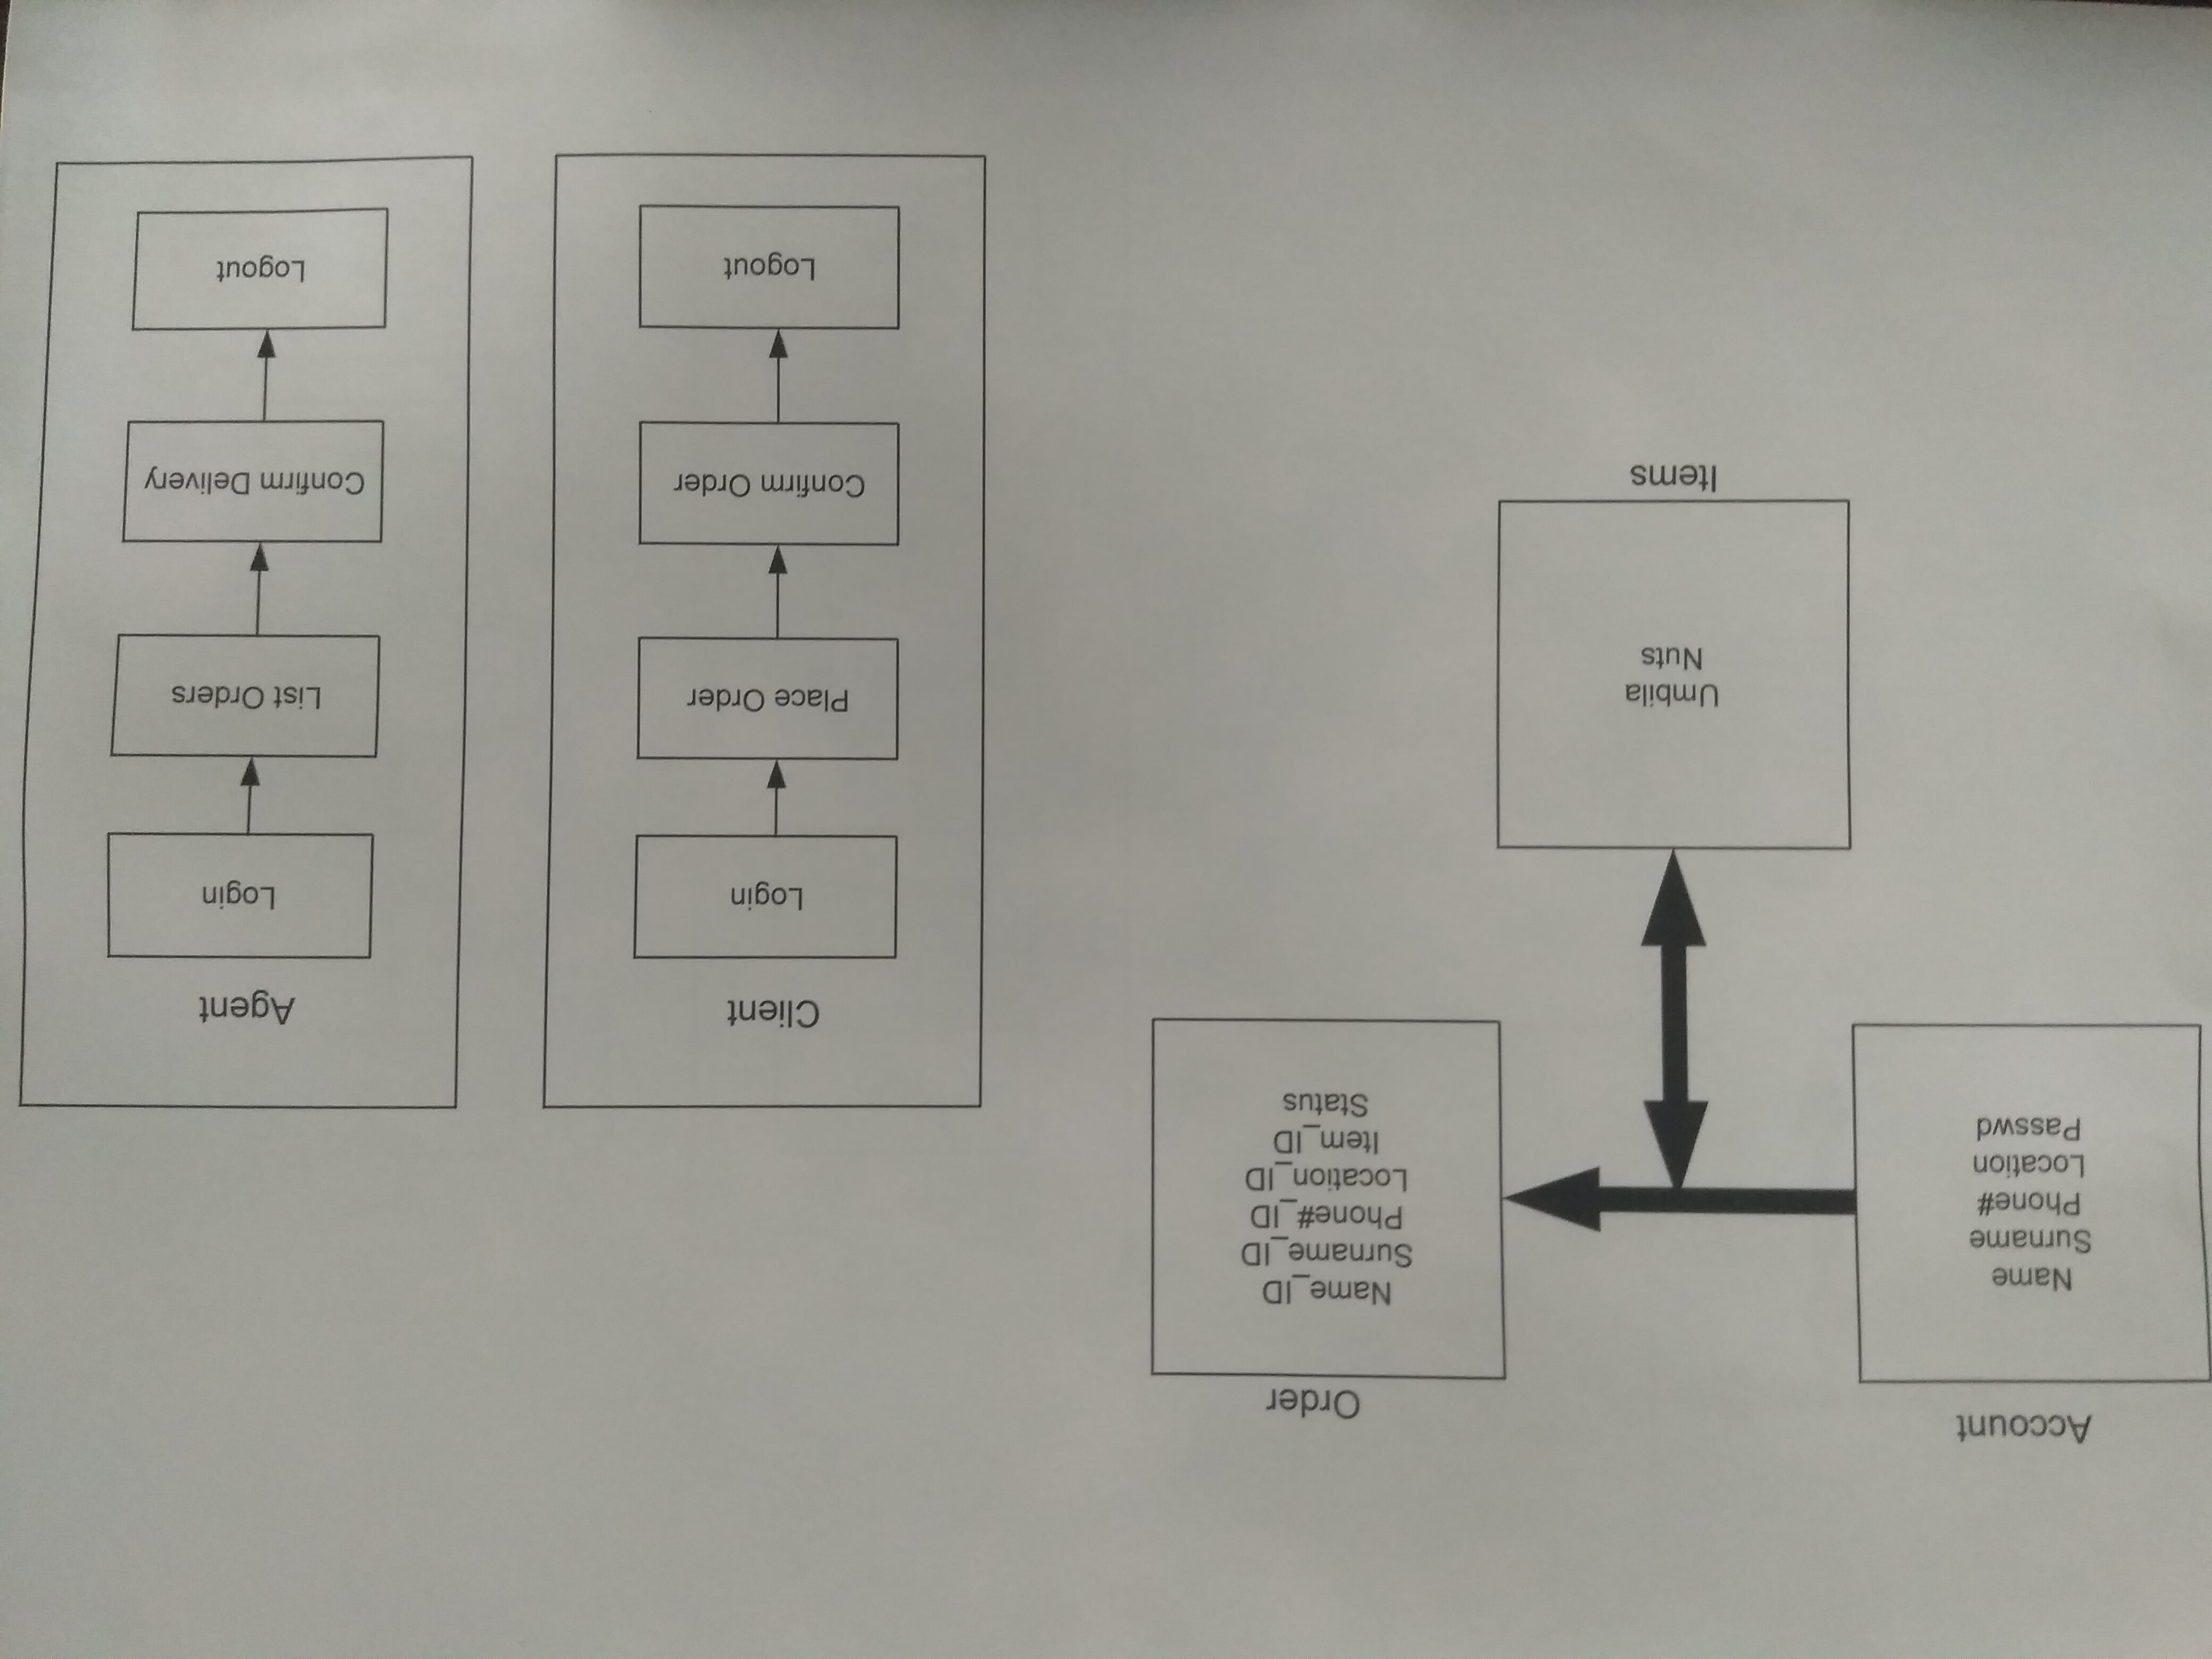 Account
Name
Surname
Phone#
Location
Passwd
Order
Name_ID
Surname_ID
Phone#_ID
Location_ID
Item_ID
Status
Umbila
Nuts
Items
Client
Login
Place Order
Confirm Order
Logout
Agent
Login
List Orders
Confirm Delivery
Logout